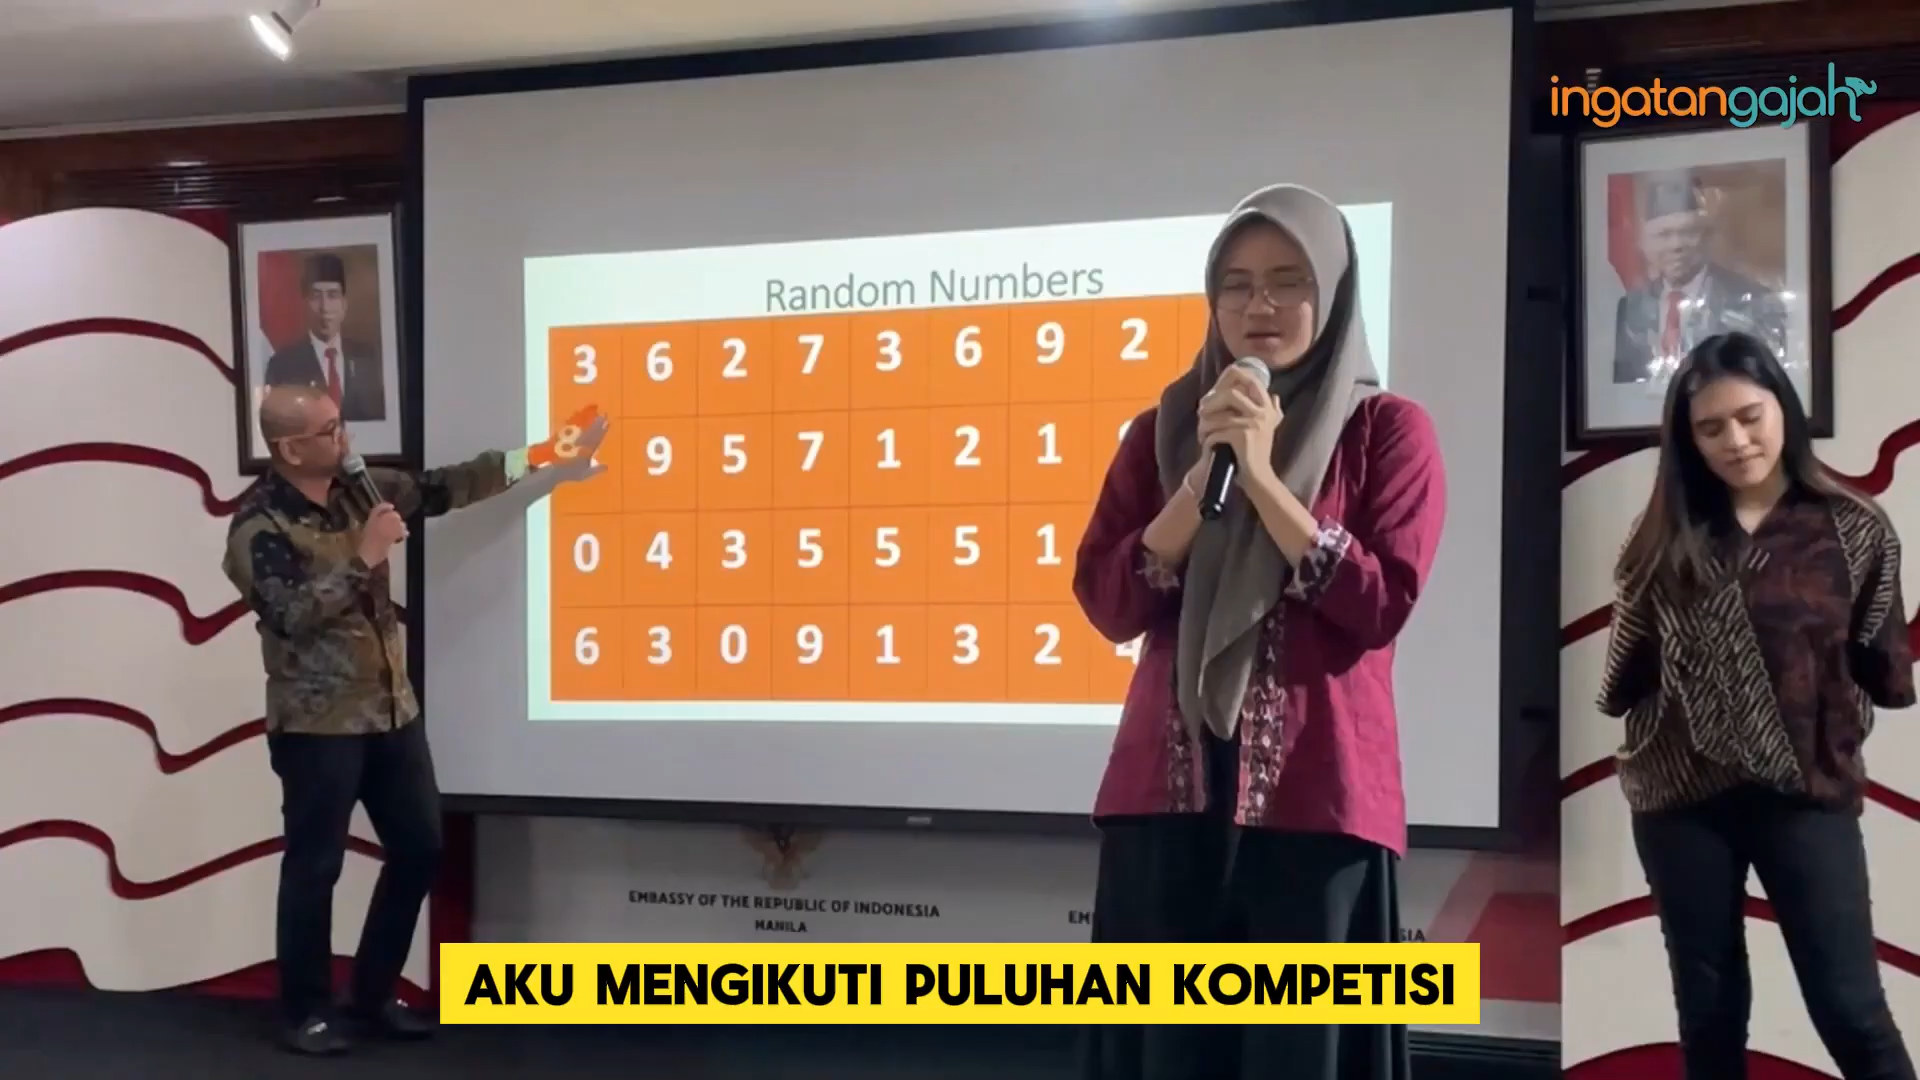 ingatangajah
Random Numbers
3 6 2 7 3 6 9 2
8 9 5 7 1 2 1
0 4 3 5 5 5 1
6 3 0 9 1 3 2 4
EMBASSY OF THE REPUBLIC OF INDONESIA
MANILA
AKU MENGIKUTI PULUHAN KOMPETISI